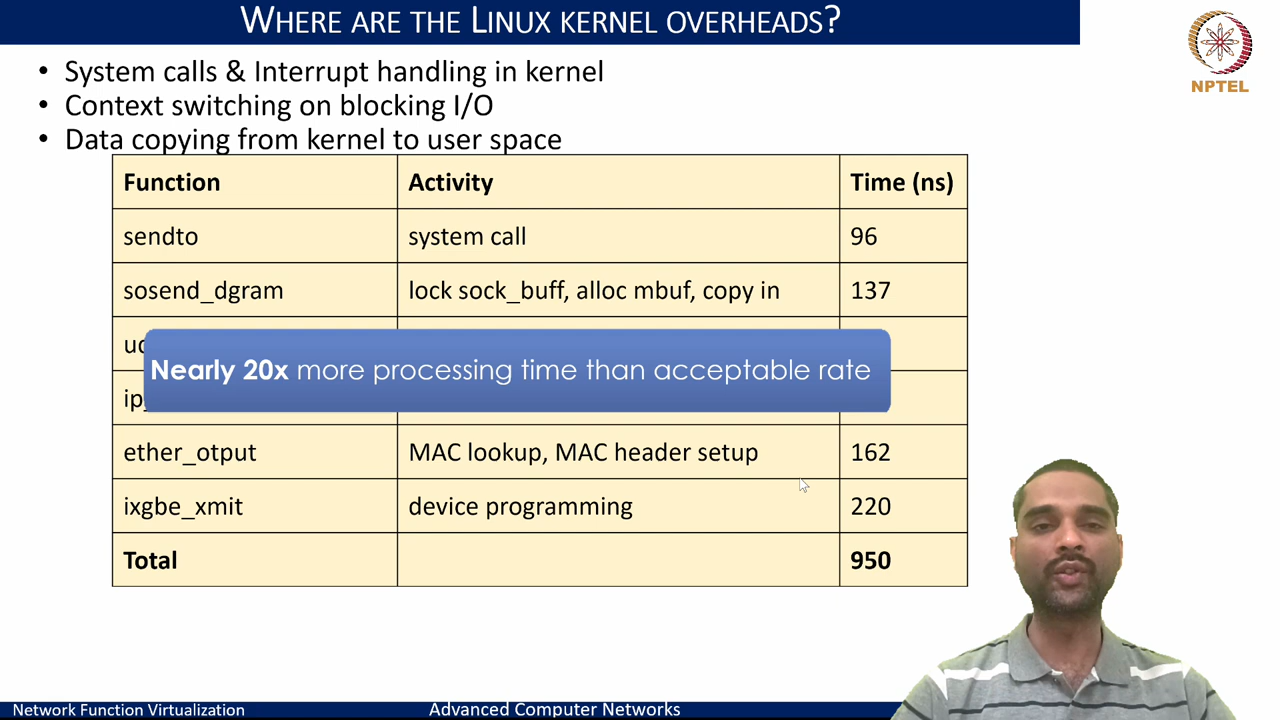 WHERE ARE THE LINUX KERNEL OVERHEADS?
NPTEL
• System calls & Interrupt handling in kernel
• Context switching on blocking I/O
• Data copying from kernel to user space
Function Activity Time (ns)
sendto system call 96
sosend_dgram lock sock_buff, alloc mbuf, copy in 137
Nearly 20x more processing time than acceptable rate
ether_otput MAC lookup, MAC header setup 162
ixgbe_xmit device programming 220
Total 950
Network Function Virtualization Advanced Computer Networks